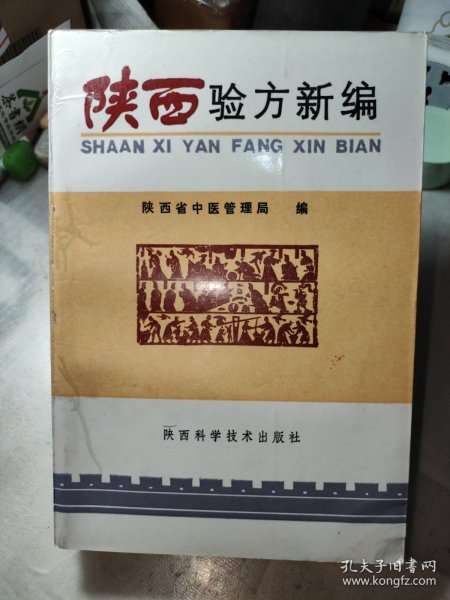 陕西验方新编
SHAAN XI YAN FANG XIN BIAN
陕西省中医管理局 编
陕西科学技术出版社
孔夫子旧书网
www.kongfz.com